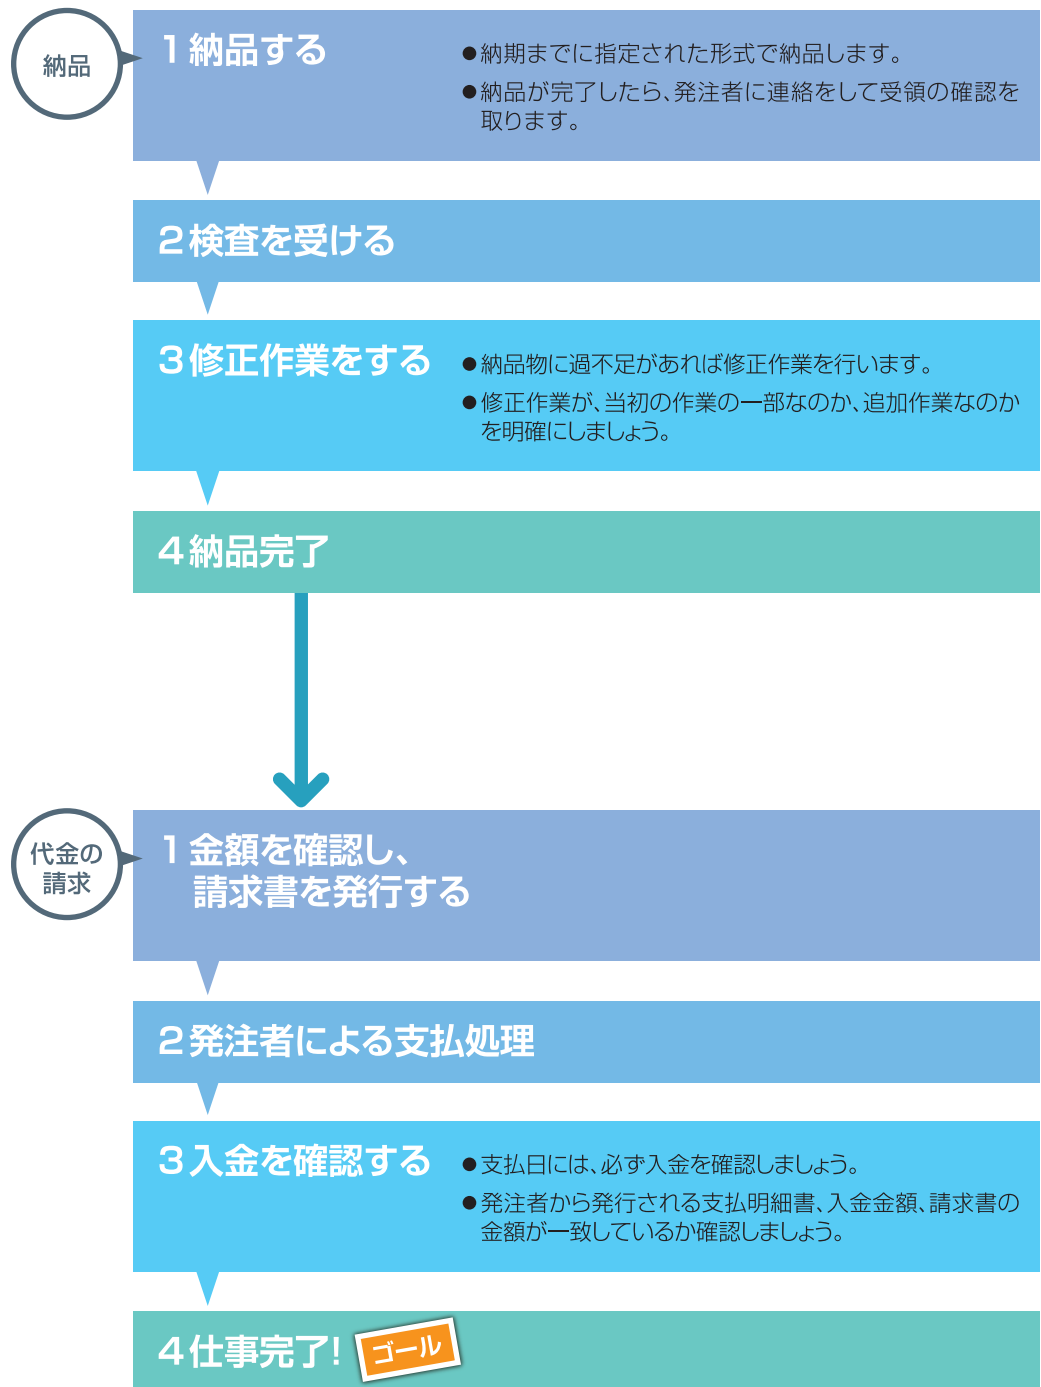 納品
1 納品する
●納期までに指定された形式で納品します。
●納品が完了したら、発注者に連絡をして受領の確認を
取ります。
2 検査を受ける
3 修正作業をする
●納品物に過不足があれば修正作業を行います。
●修正作業が、当初の作業の一部なのか、追加作業なのか
を明確にしましょう。
4 納品完了
代金の
請求
1 金額を確認し、
請求書を発行する
2 発注者による支払処理
3 入金を確認する
●支払日には、必ず入金を確認しましょう。
●発注者から発行される支払明細書、入金金額、請求書の
金額が一致しているか確認しましょう。
4 仕事完了!
ゴール